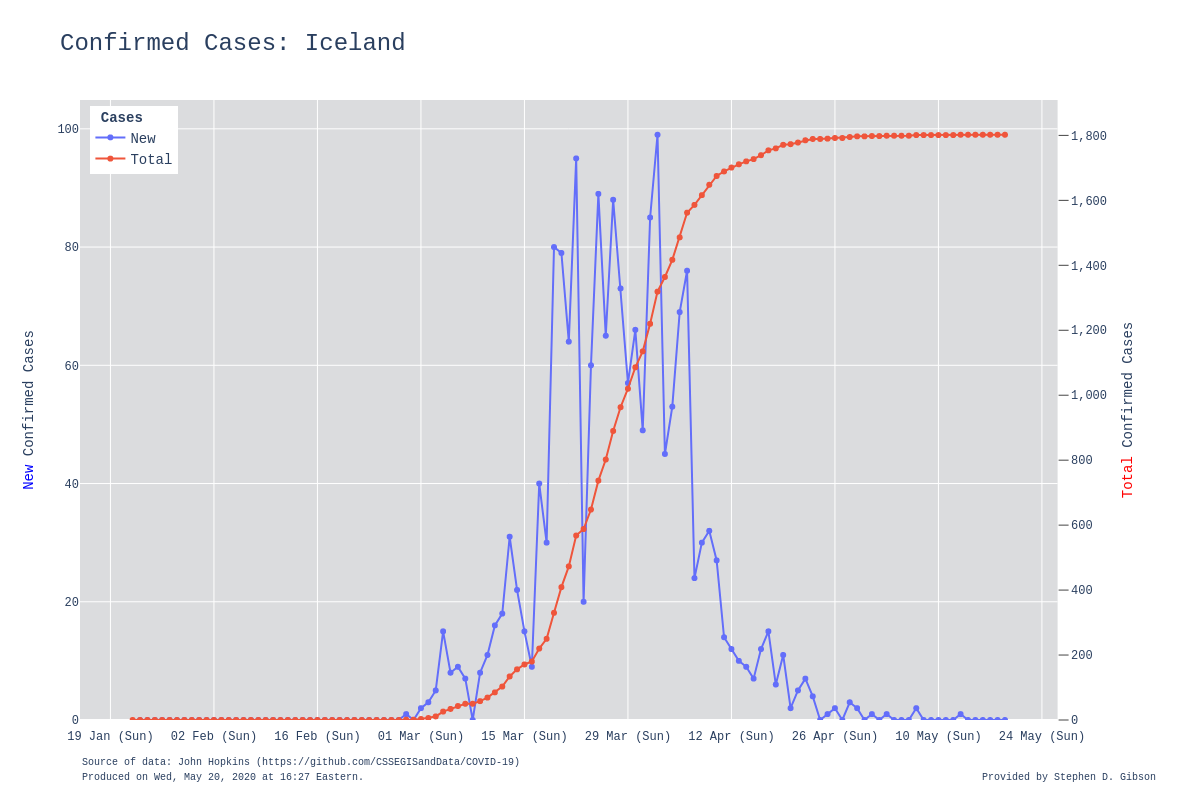 Confirmed Cases: Iceland
Cases
New
Total
100
80
60
40
20
0
1,800
1,600
1,400
1,200
1,000
800
600
400
200
0
New Confirmed Cases
Total Confirmed Cases
19 Jan (Sun) 02 Feb (Sun) 16 Feb (Sun) 01 Mar (Sun) 15 Mar (Sun) 29 Mar (Sun) 12 Apr (Sun) 26 Apr (Sun) 10 May (Sun) 24 May (Sun)
Source of data: John Hopkins (https://github.com/CSSEGISandData/COVID-19)
Produced on Wed, May 20, 2020 at 16:27 Eastern.
Provided by Stephen D. Gibson